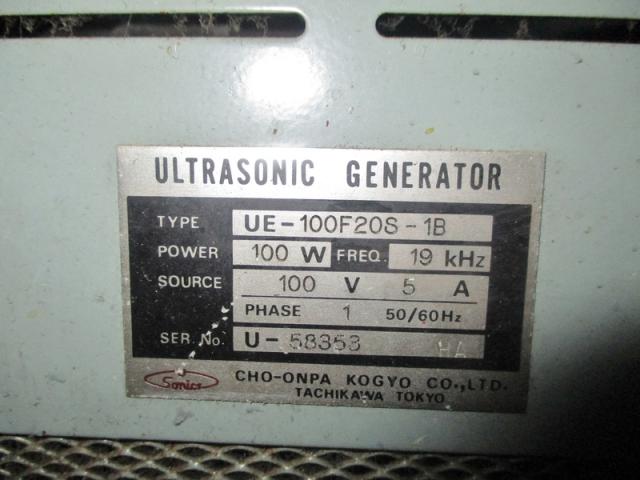 ULTRASONIC GENERATOR
TYPE UE-100F20S-1B
POWER 100 W FREQ. 19 kHz
SOURCE 100 V 5 A
PHASE 1 50/60Hz
SER. No. U-58353 HA
Sonics
CHO-ONPA KOGYO CO.,LTD.
TACHIKAWA TOKYO